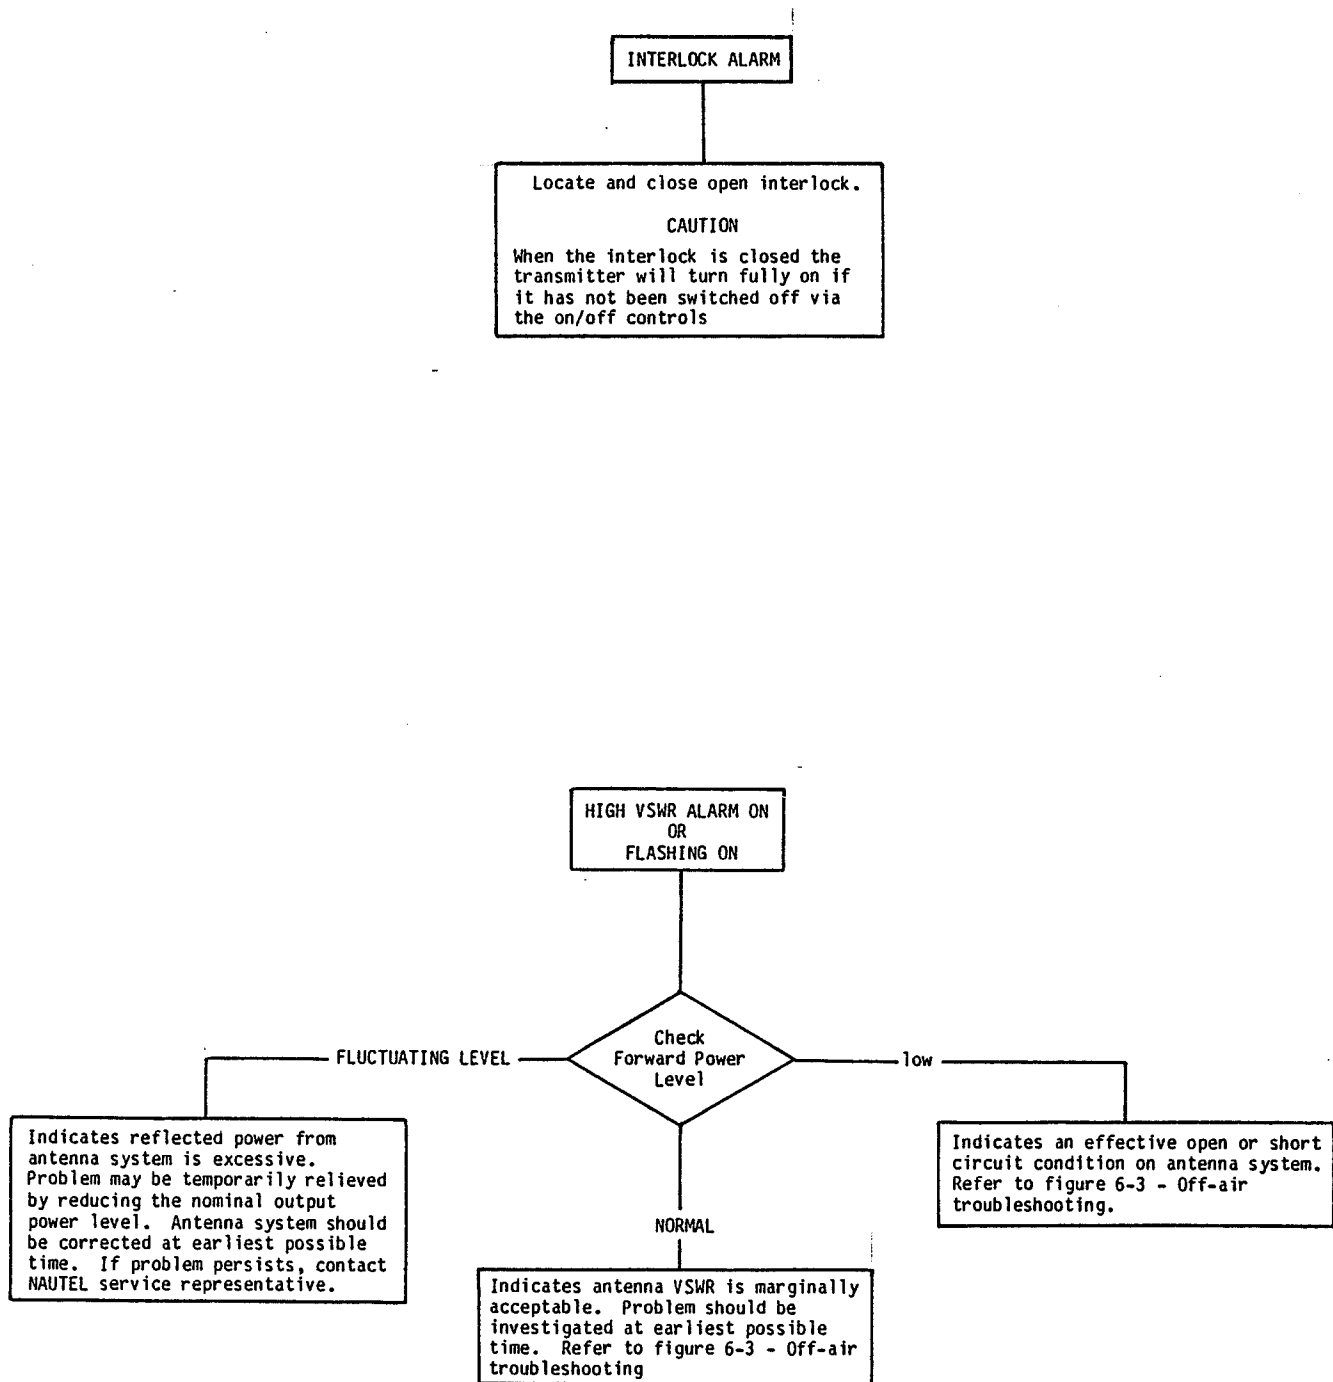 INTERLOCK ALARM
Locate and close open interlock.
CAUTION
When the interlock is closed the
transmitter will turn fully on if
it has not been switched off via
the on/off controls
HIGH VSWR ALARM ON
OR
FLASHING ON
Check
Forward Power
Level
FLUCTUATING LEVEL
low
Indicates reflected power from
antenna system is excessive.
Problem may be temporarily relieved
by reducing the nominal output
power level. Antenna system should
be corrected at earliest possible
time. If problem persists, contact
NAUTEL service representative.
Indicates an effective open or short
circuit condition on antenna system.
Refer to figure 6-3 - Off-air
troubleshooting.
NORMAL
Indicates antenna VSWR is marginally
acceptable. Problem should be
investigated at earliest possible
time. Refer to figure 6-3 - Off-air
troubleshooting